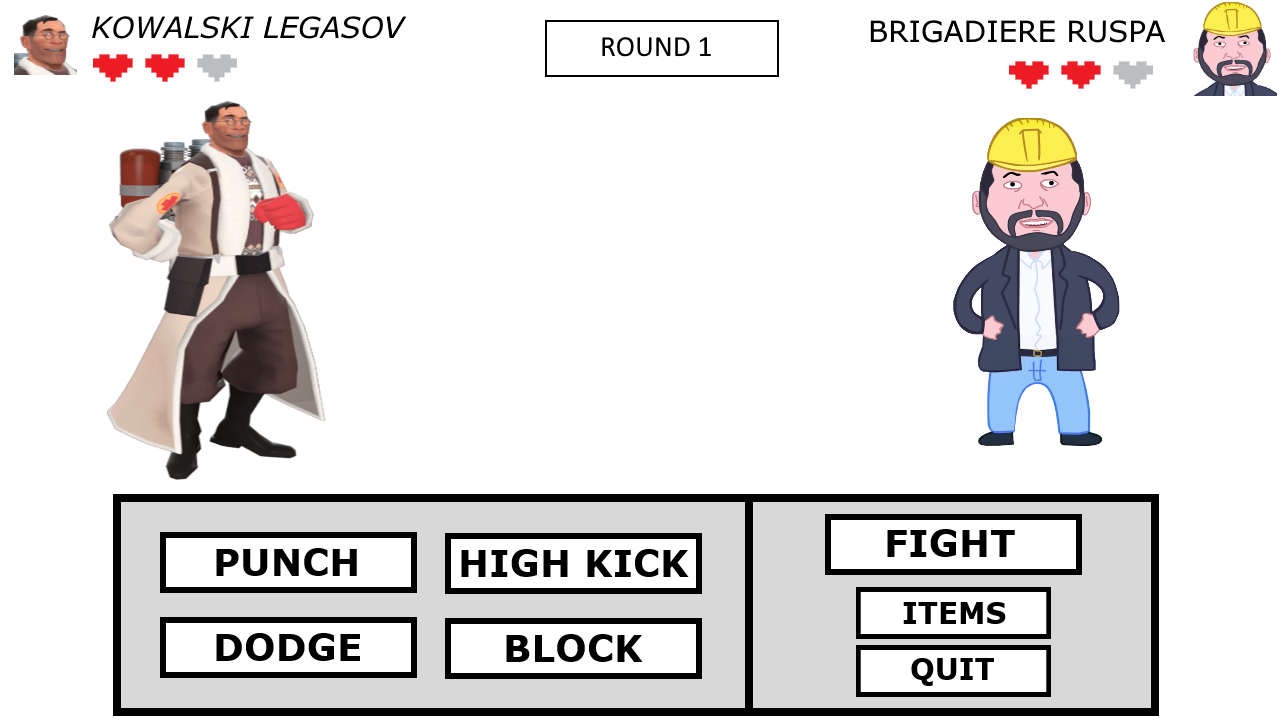 KOWALSKI LEGASOV
ROUND 1
BRIGADIERE RUSPA
PUNCH
HIGH KICK
DODGE
BLOCK
FIGHT
ITEMS
QUIT